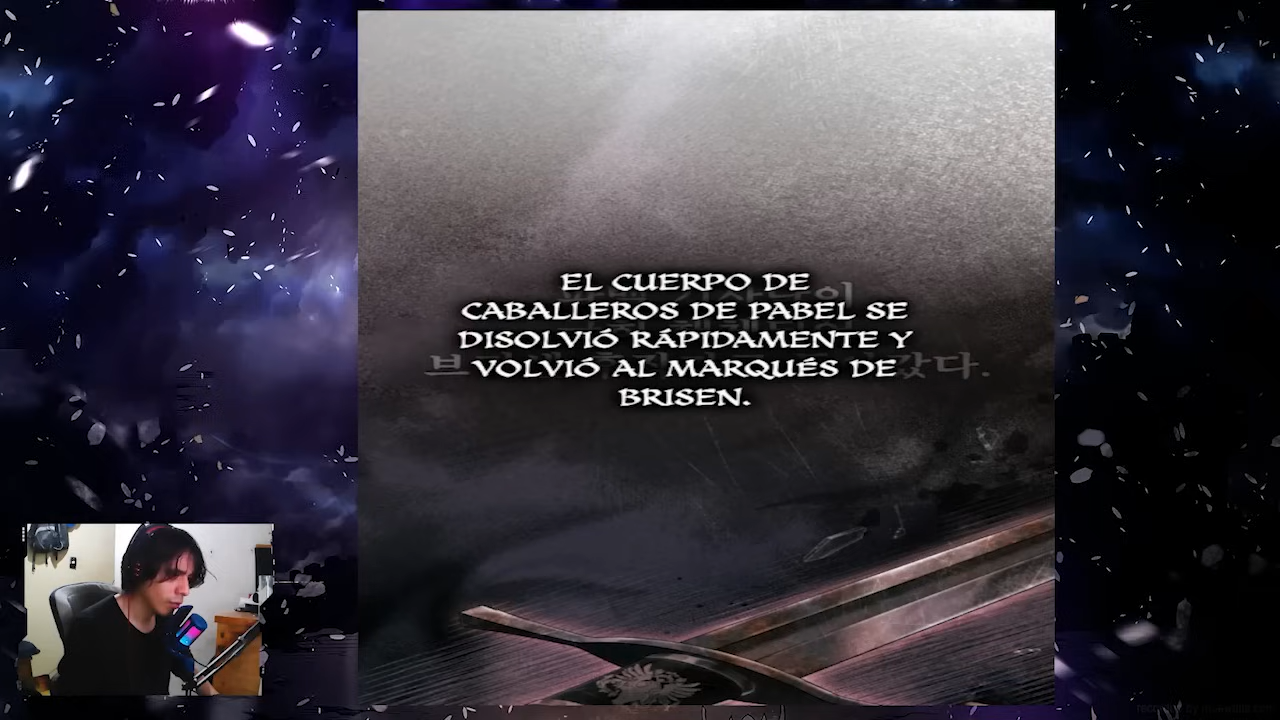 EL CUERPO DE
CABALLEROS DE PABEL SE
DISOLVIÓ RÁPIDAMENTE Y
VOLVIÓ AL MARQUÉS DE
BRISEN.